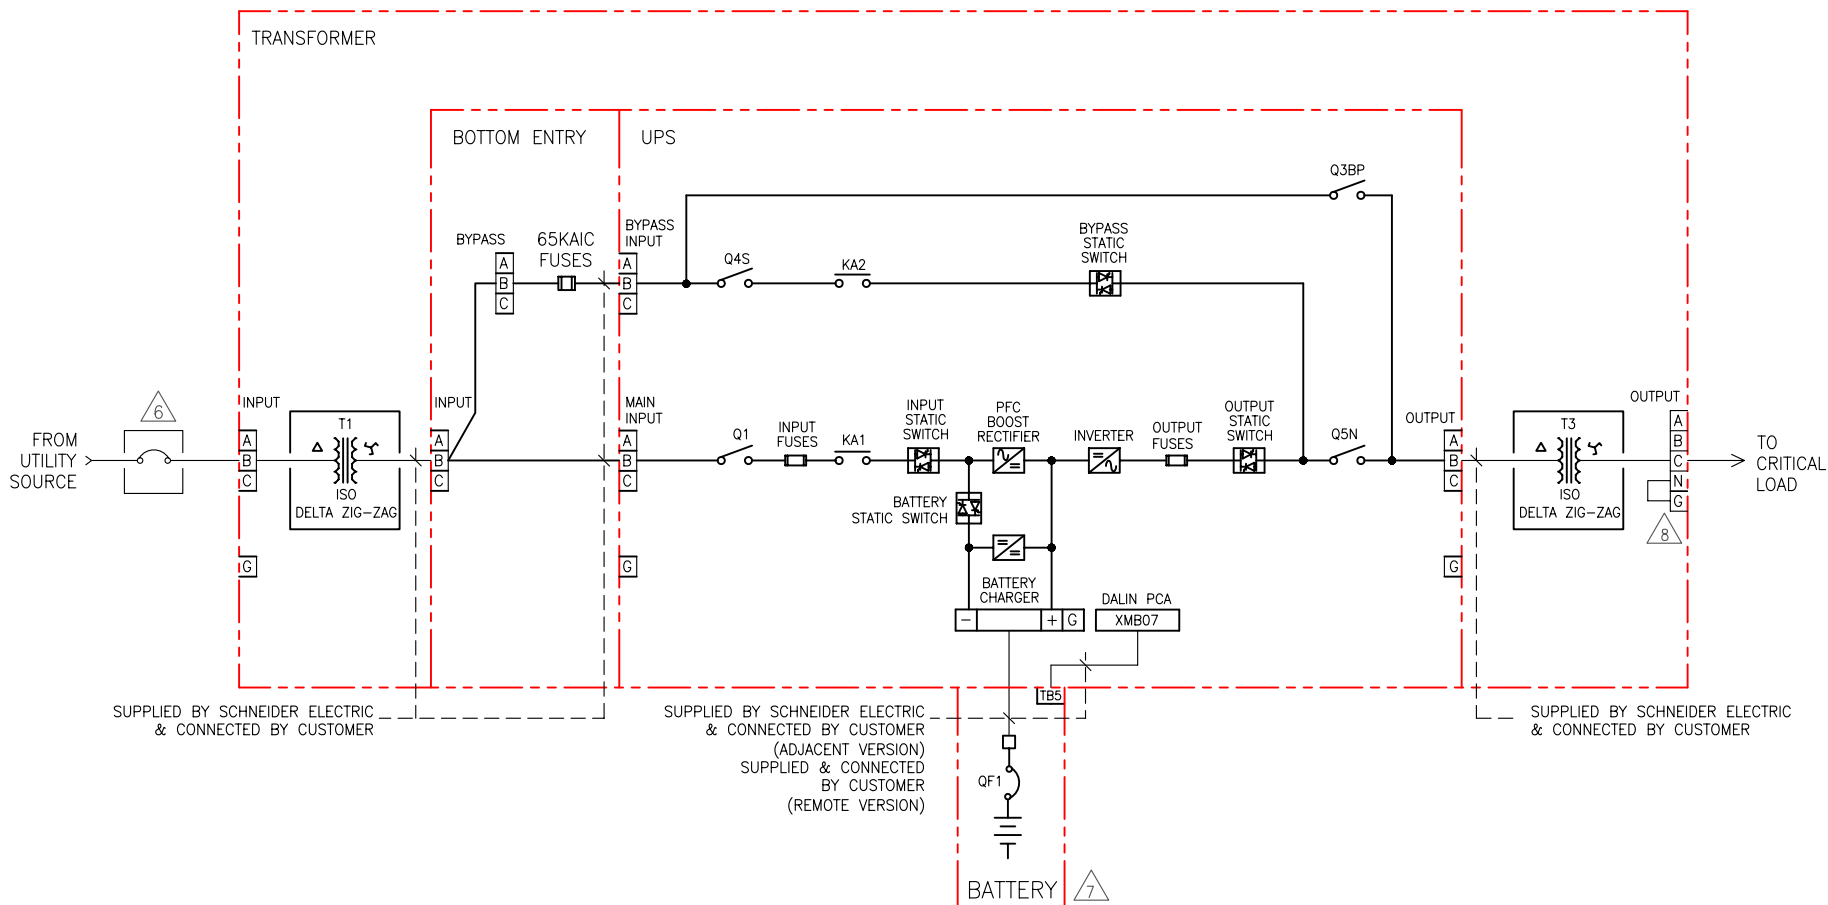 TRANSFORMER
BOTTOM ENTRY
UPS
Q3BP
BYPASS
65KAIC
FUSES
BYPASS
INPUT
A
B
C
A
B
C
Q4S
KA2
BYPASS
STATIC
SWITCH
6
FROM
UTILITY
SOURCE
INPUT
A
B
C
G
T1
ISO
DELTA ZIG-ZAG
INPUT
A
B
C
MAIN
INPUT
A
B
C
G
Q1
INPUT
FUSES
KA1
INPUT
STATIC
SWITCH
PFC
BOOST
RECTIFIER
INVERTER
OUTPUT
FUSES
OUTPUT
STATIC
SWITCH
Q5N
OUTPUT
A
B
C
G
T3
ISO
DELTA ZIG-ZAG
OUTPUT
A
B
C
N
G
8
TO
CRITICAL
LOAD
BATTERY
STATIC SWITCH
BATTERY
CHARGER
- + G
DALIN PCA
XMB07
TB5
SUPPLIED BY SCHNEIDER ELECTRIC
& CONNECTED BY CUSTOMER
SUPPLIED BY SCHNEIDER ELECTRIC
& CONNECTED BY CUSTOMER
(ADJACENT VERSION)
SUPPLIED & CONNECTED
BY CUSTOMER
(REMOTE VERSION)
SUPPLIED BY SCHNEIDER ELECTRIC
& CONNECTED BY CUSTOMER
QF1
BATTERY
7